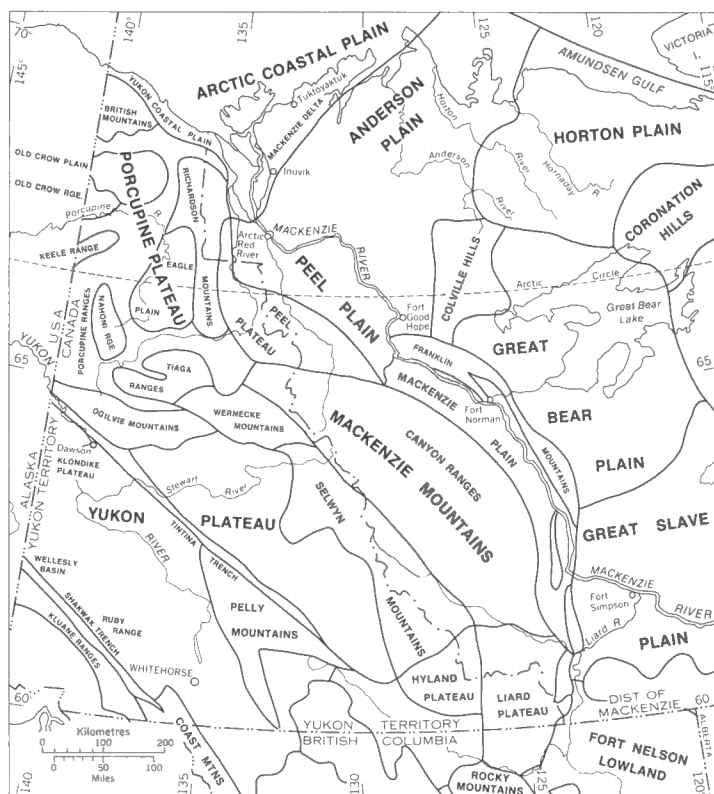 70°
140°
135
125
120
VICTORIA
I.
115°
145°
ARCTIC COASTAL PLAIN
Tuktoyaktuk
AMUNDSEN GULF
YUKON COASTAL PLAIN
MACKENZIE DELTA
ANDERSON
PLAIN
Horton
River
HORTON PLAIN
BRITISH
MOUNTAINS
Hornaday
R
Inuvik
Anderson
River
OLD CROW PLAIN
PORCUPINE PLATEAU
RICHARDSON
MOUNTAINS
OLD CROW RGE.
Porcupine
R
CORONATION
HILLS
Arctic
Red
River
MACKENZIE
RIVER
KEELE RANGE
EAGLE
PLAIN
PEEL PLAIN
COLVILLE HILLS
Arctic Circle
Great Bear
Lake
USA
CANADA
PORCUPINE RANGES
NAHONI RGE
PEEL
PLATEAU
Fort
Good
Hope
YUKON
65
TIAGA
RANGES
FRANKLIN
MOUNTAINS
GREAT
BEAR
PLAIN
65
MACKENZIE
PLAIN
Fort
Norman
OGILVIE MOUNTAINS
WERNECKE
MOUNTAINS
MACKENZIE MOUNTAINS
CANYON RANGES
Dawson
KLONDIKE
PLATEAU
ALASKA
YUKON TERRITORY
Stewart River
YUKON
PLATEAU
RIVER
SELWYN
MOUNTAINS
GREAT SLAVE
PLAIN
TINTINA
TRENCH
WELLESLY
BASIN
MACKENZIE
RIVER
Fort
Simpson
SHAKWAK TRENCH
KLUANE RANGES
RUBY
RANGE
PELLY
MOUNTAINS
Liard R
WHITEHORSE
HYLAND
PLATEAU
LIARD
PLATEAU
60
DIST OF
MACKENZIE
60
COAST MTNS
YUKON TERRITORY
BRITISH COLUMBIA
ALBERTA
Kilometres
0 100 200
0 50 100
Miles
FORT NELSON
LOWLAND
ROCKY MOUNTAINS
140
135
130
125
120°